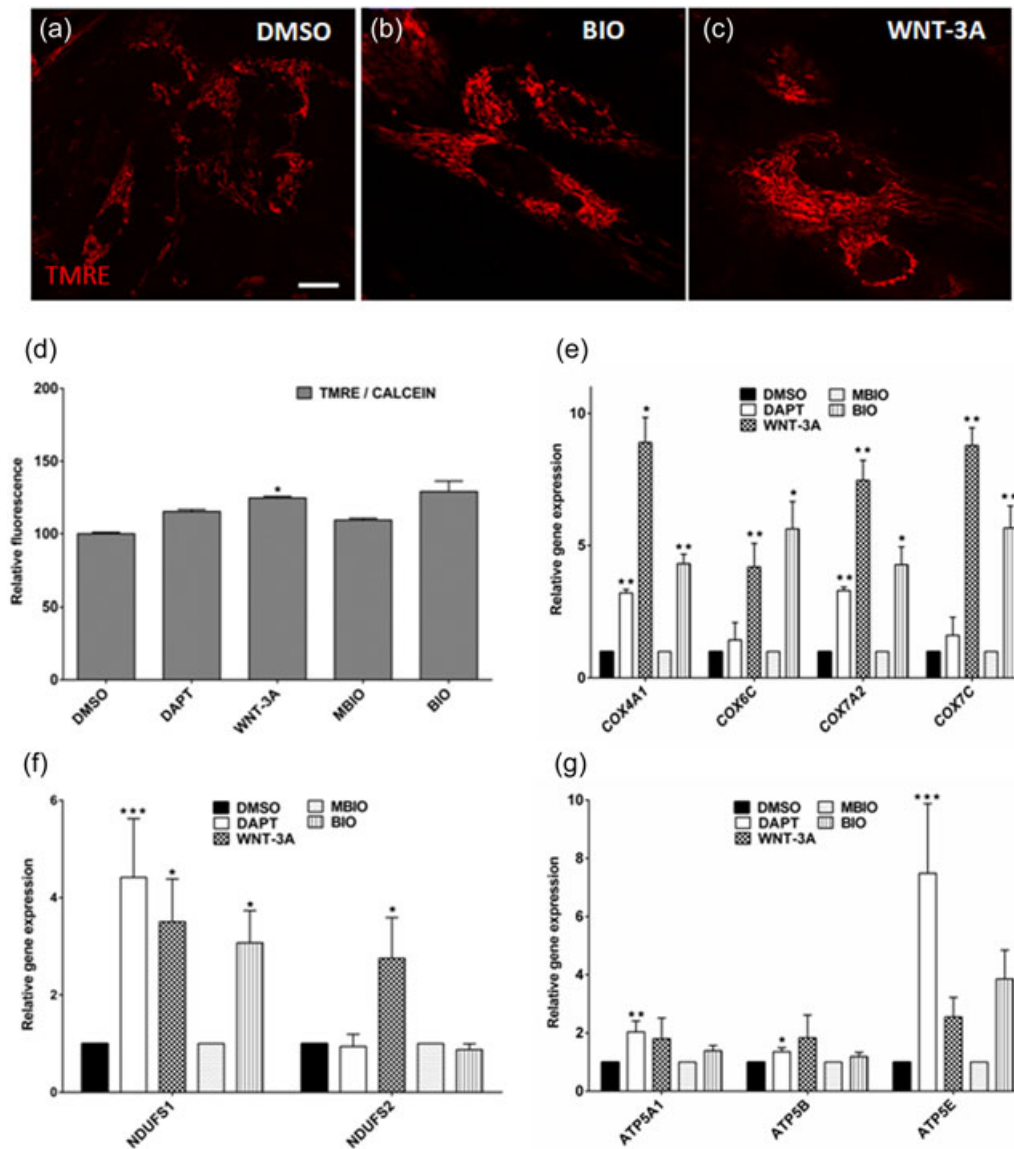 (a) DMSO
(b) BIO
(c) WNT-3A
TMRE
(d)
200
150
100
50
0
Relative fluorescence
TMRE / CALCEIN
DMSO
DAPT
WNT-3A
MBIO
BIO
*
(e)
10
5
0
Relative gene expression
DMSO
DAPT
WNT-3A
MBIO
BIO
** * **
** *
** ** *
** **
COX4A1
COX6C
COX7A2
COX7C
(f)
6
4
2
0
Relative gene expression
DMSO
DAPT
WNT-3A
MBIO
BIO
*** * *
*
NDUFS1
NDUFS2
(g)
10
8
6
4
2
0
Relative gene expression
DMSO
DAPT
WNT-3A
MBIO
BIO
**
*
***
ATP5A1
ATP5B
ATP5E